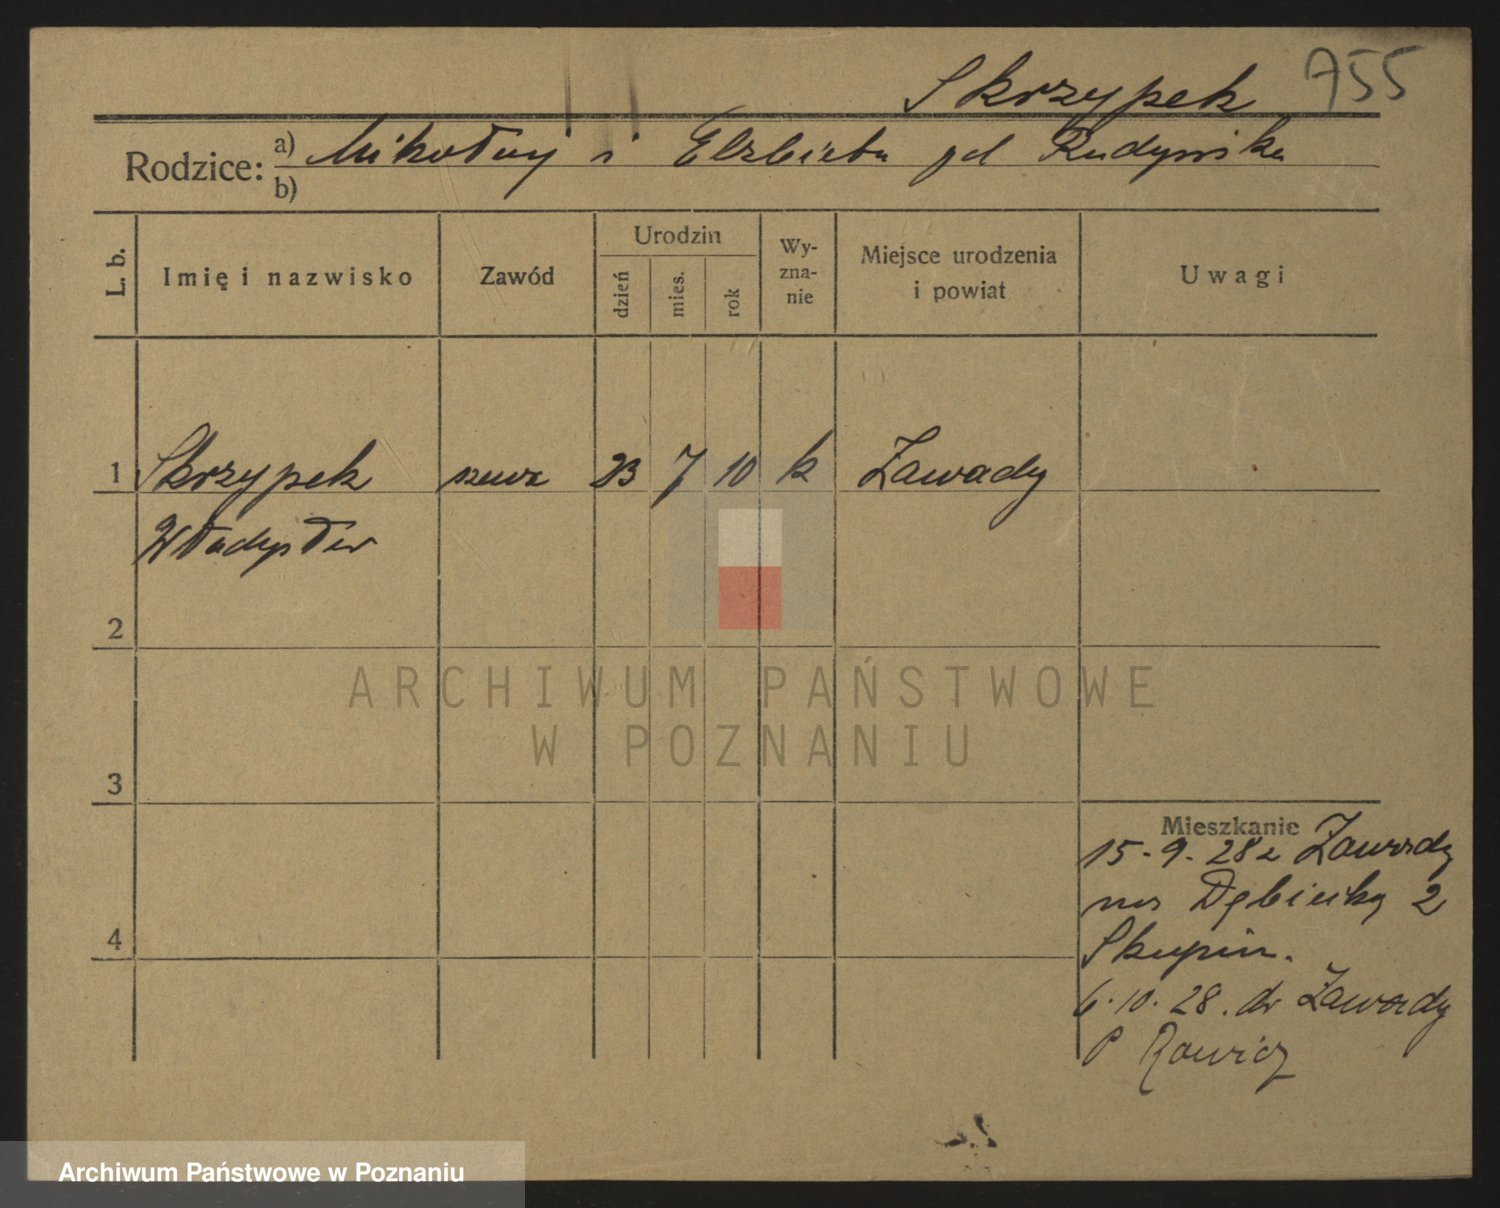 Skrzypek 755
Rodzice: a) Mikołaj i Elżbieta
b)
L. b.
Imię i nazwisko
Zawód
Urodzin
dzień
mies.
rok
Wy-
zna-
nie
Miejsce urodzenia
i powiat
Uwagi
1 Skrzypek szewc 23 7 10 k Zawady
Władysław
2
3
4
Mieszkanie
15-9.28 z Zawady
Skupin.
6.10.28. do Zawady
p Rawicz
ARCHIWUM PAŃSTWOWE
W POZNANIU
Archiwum Państwowe w Poznaniu